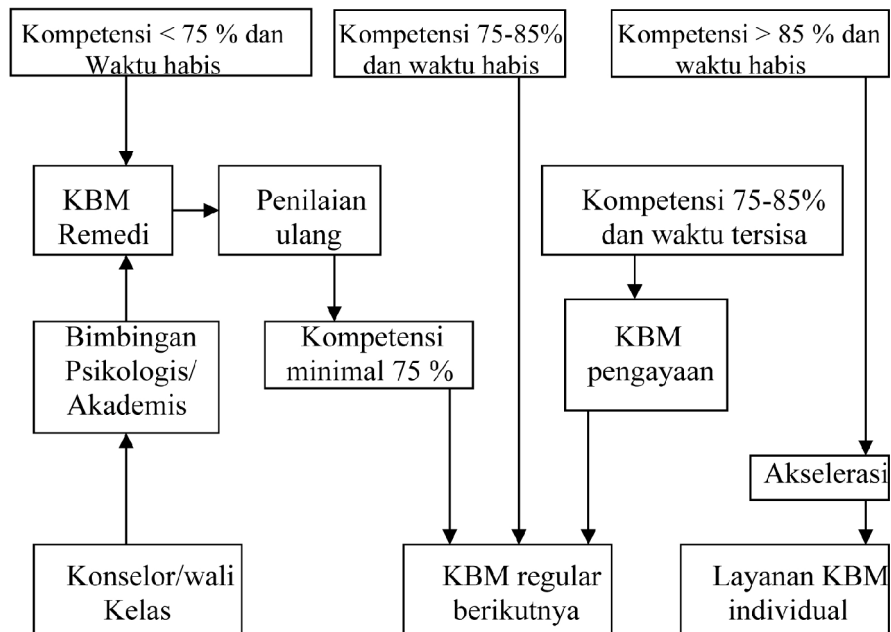 Kompetensi < 75 % dan
Waktu habis
Kompetensi 75-85%
dan waktu habis
Kompetensi > 85 % dan
waktu habis
KBM
Remedi
Penilaian
ulang
Kompetensi 75-85%
dan waktu tersisa
Bimbingan
Psikologis/
Akademis
Kompetensi
minimal 75 %
KBM
pengayaan
Akselerasi
Konselor/wali
Kelas
KBM regular
berikutnya
Layanan KBM
individual